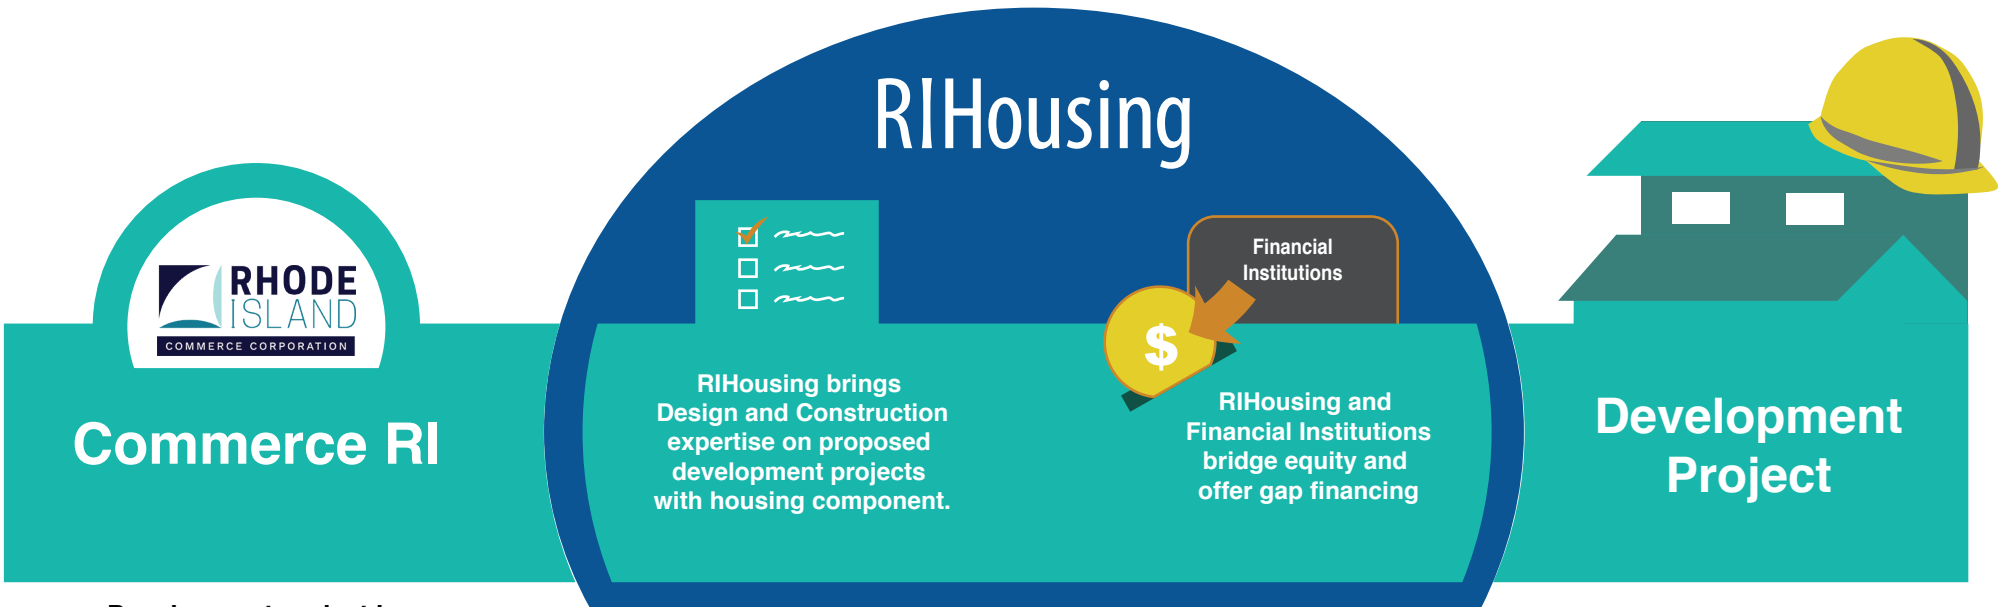 RIHousing
Financial
Institutions
RHODE
ISLAND
COMMERCE CORPORATION
$
Commerce RI
RIHousing brings
Design and Construction
expertise on proposed
development projects
with housing component.
RIHousing and
Financial Institutions
bridge equity and
offer gap financing
Development
Project